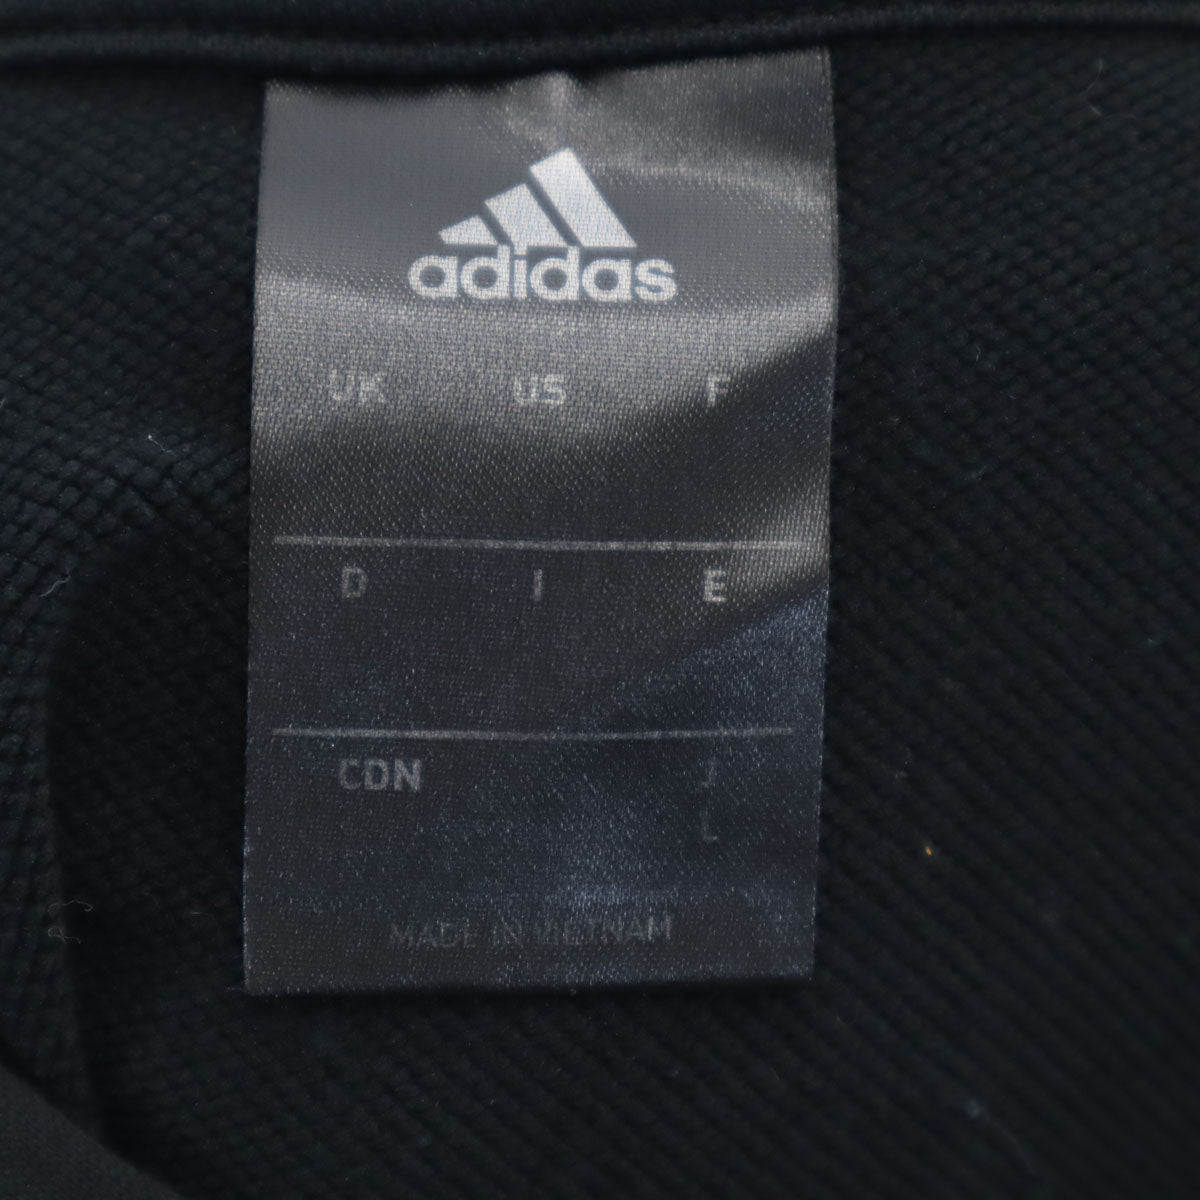 adidas
UK US F
D I E
CDN J
L
MADE IN VIETNAM